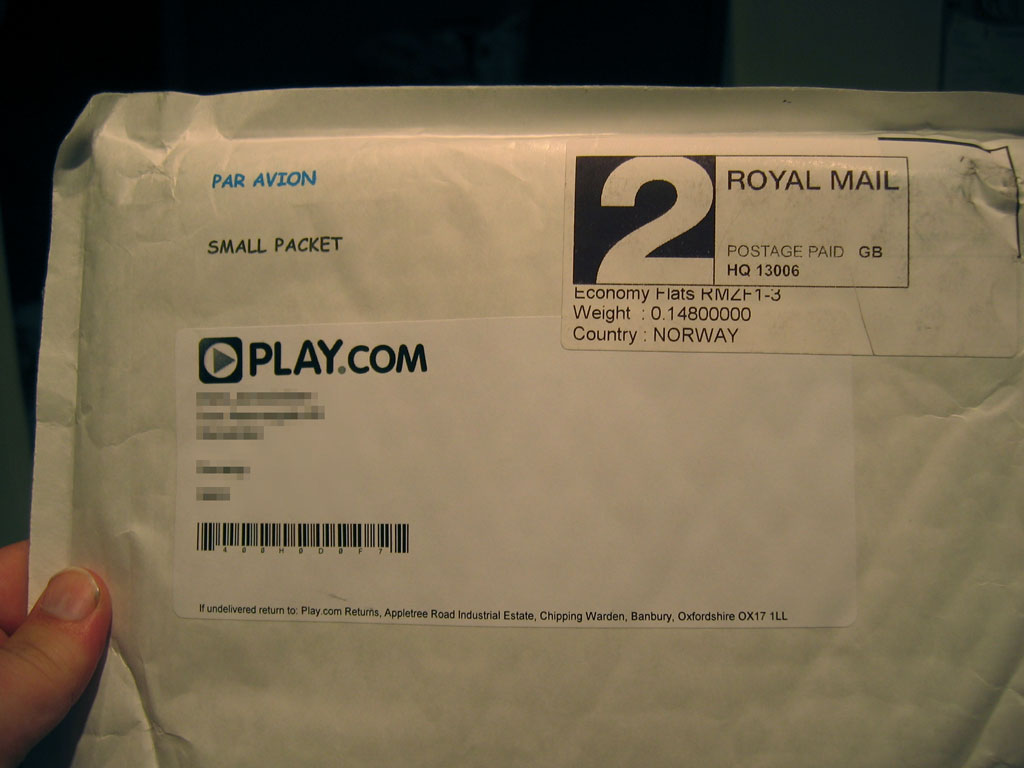 PAR AVION
SMALL PACKET
2
ROYAL MAIL
POSTAGE PAID GB
HQ 13006
Economy Flats RMZF1-3
Weight : 0.14800000
Country : NORWAY
PLAY.COM
400H0D0F7
If undelivered return to: Play.com Returns, Appletree Road Industrial Estate, Chipping Warden, Banbury, Oxfordshire OX17 1LL